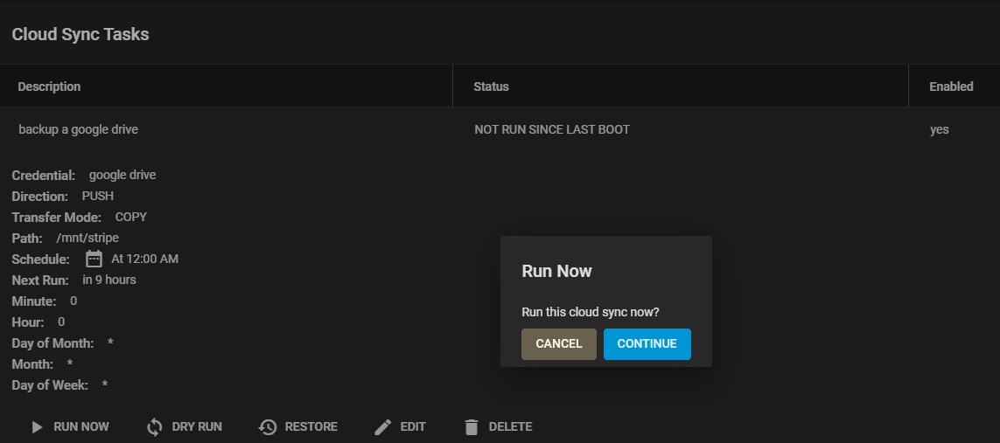 Cloud Sync Tasks
Description Status Enabled
backup a google drive NOT RUN SINCE LAST BOOT yes
Credential: google drive
Direction: PUSH
Transfer Mode: COPY
Path: /mnt/stripe
Schedule: At 12:00 AM
Next Run: in 9 hours
Minute: 0
Hour: 0
Day of Month: *
Month: *
Day of Week: *
Run Now
Run this cloud sync now?
CANCEL CONTINUE
RUN NOW DRY RUN RESTORE EDIT DELETE